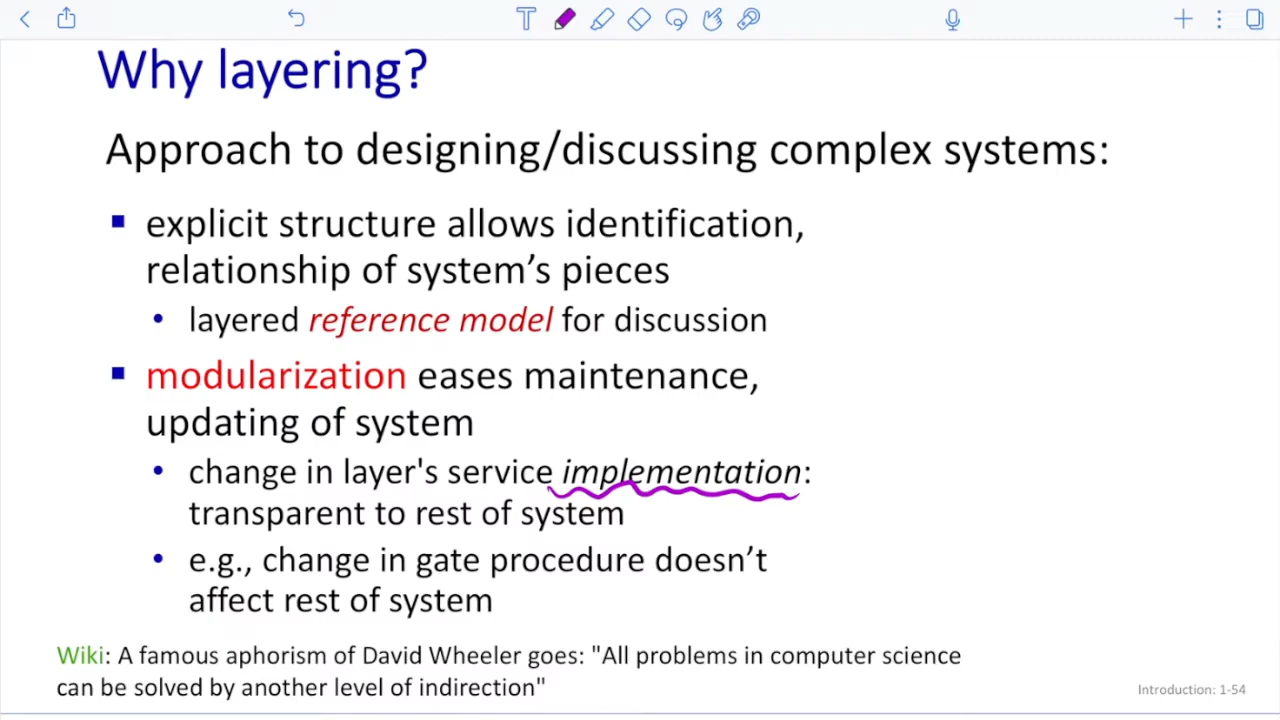 Why layering?
Approach to designing/discussing complex systems:
▪ explicit structure allows identification,
relationship of system’s pieces
• layered reference model for discussion
▪ modularization eases maintenance,
updating of system
• change in layer's service implementation:
transparent to rest of system
• e.g., change in gate procedure doesn’t
affect rest of system
Wiki: A famous aphorism of David Wheeler goes: "All problems in computer science
can be solved by another level of indirection"
Introduction: 1-54